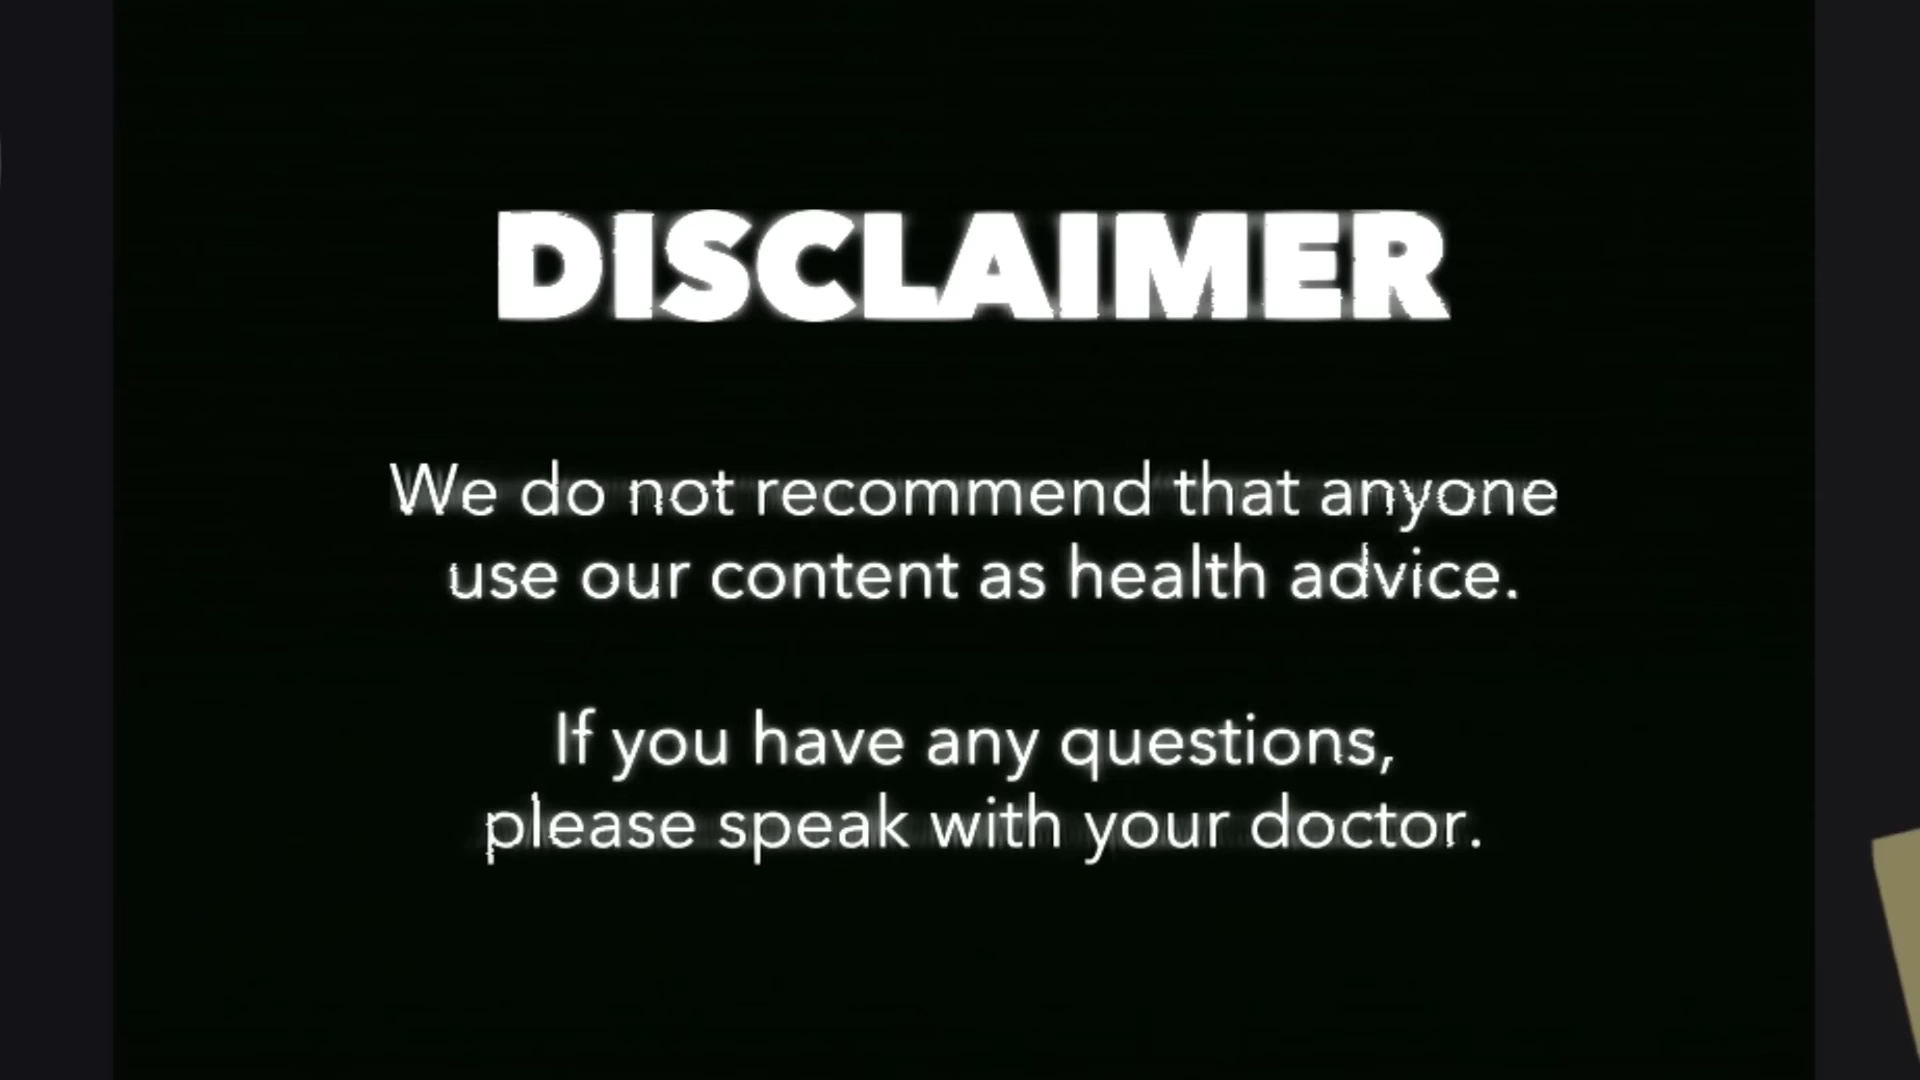 DISCLAIMER
We do not recommend that anyone
use our content as health advice.
If you have any questions,
please speak with your doctor.